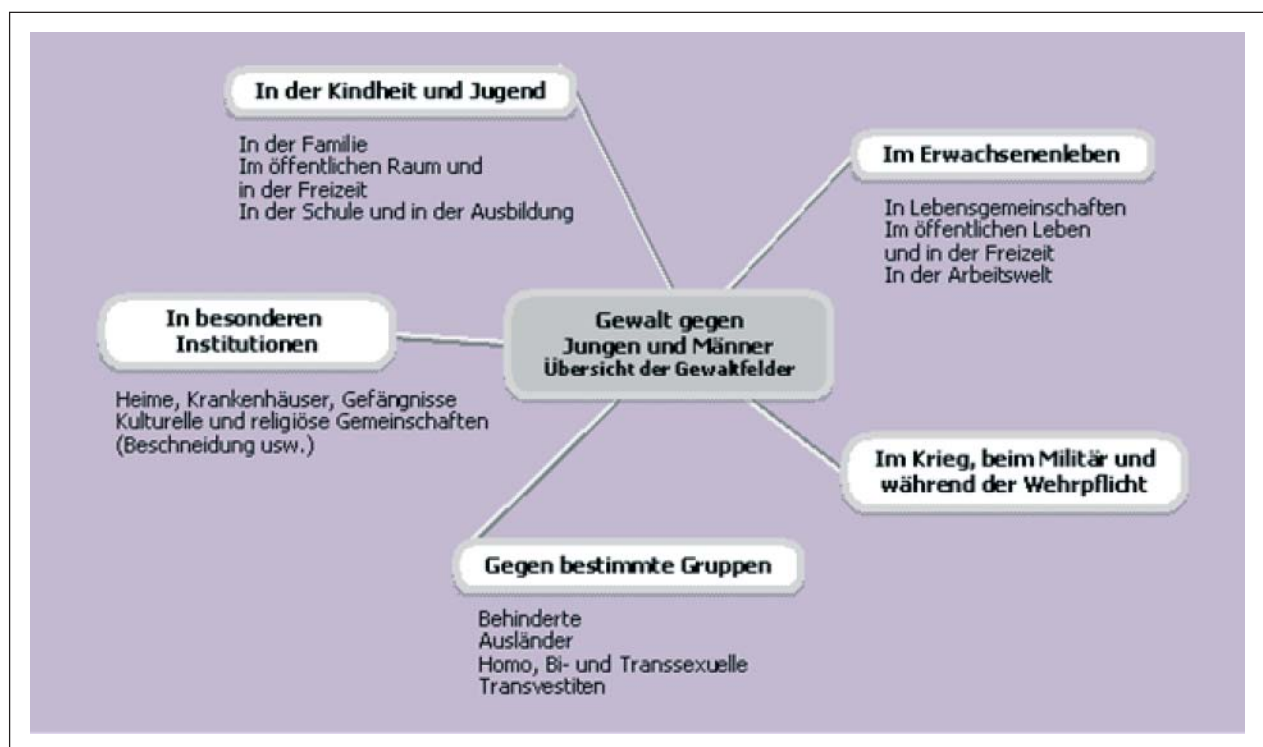 In der Kindheit und Jugend
In der Familie
Im öffentlichen Raum und
in der Freizeit
In der Schule und in der Ausbildung
Im Erwachsenenleben
In Lebensgemeinschaften
Im öffentlichen Leben
und in der Freizeit
In der Arbeitswelt
In besonderen
Institutionen
Heime, Krankenhäuser, Gefängnisse
Kulturelle und religiöse Gemeinschaften
(Beschneidung usw.)
Gewalt gegen
Jungen und Männer
Übersicht der Gewaltfelder
Im Krieg, beim Militär und
während der Wehrpflicht
Gegen bestimmte Gruppen
Behinderte
Ausländer
Homo, Bi- und Transsexuelle
Transvestiten